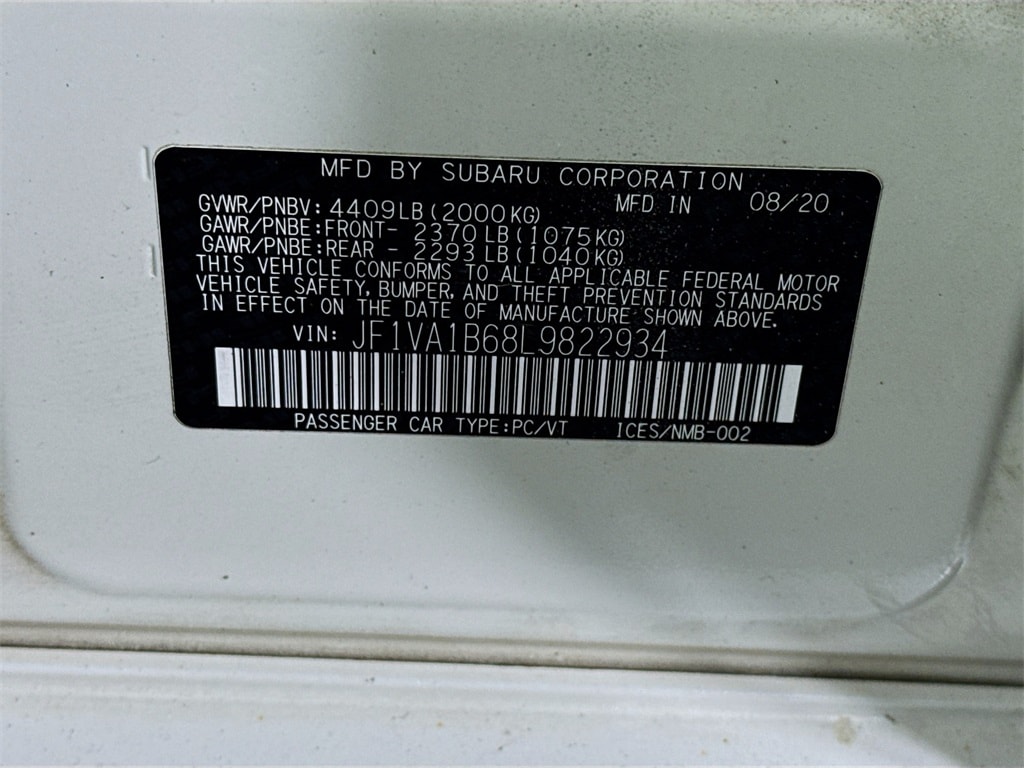 MFD BY SUBARU CORPORATION
GVWR/PNBV: 4409LB(2000KG) MFD IN 08/20
GAWR/PNBE:FRONT- 2370LB(1075KG)
GAWR/PNBE:REAR - 2293LB(1040KG)
THIS VEHICLE CONFORMS TO ALL APPLICABLE FEDERAL MOTOR
VEHICLE SAFETY, BUMPER, AND THEFT PREVENTION STANDARDS
IN EFFECT ON THE DATE OF MANUFACTURE SHOWN ABOVE.
VIN: JF1VA1B68L9822934
PASSENGER CAR TYPE:PC/VT ICES/NMB-002